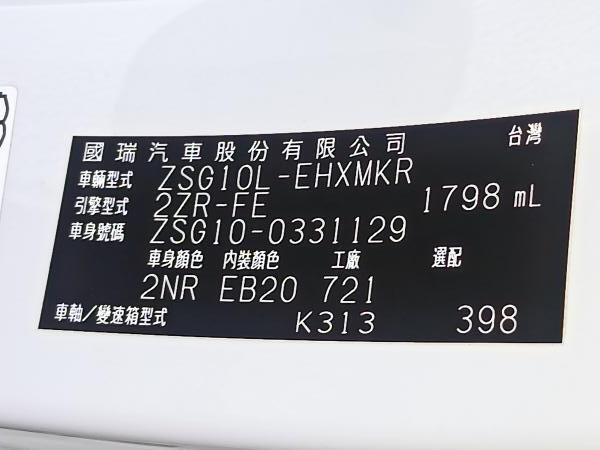 國瑞汽車股份有限公司 台灣
車輛型式 ZSG10L-EHXMKR
引擎型式 2ZR-FE 1798 mL
車身號碼 ZSG10-0331129
車身顏色 內裝顏色 工廠 選配
2NR EB20 721
車軸/變速箱型式 K313 398